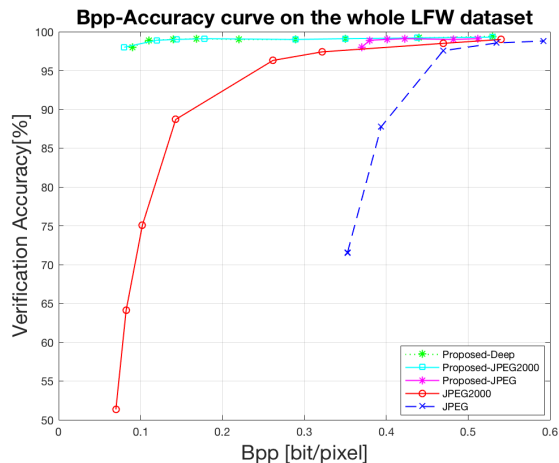 Bpp-Accuracy curve on the whole LFW dataset
Verification Accuracy[%]
100
95
90
85
80
75
70
65
60
55
50
0
0.1
0.2
0.3
0.4
0.5
0.6
Bpp [bit/pixel]
Proposed-Deep
Proposed-JPEG2000
Proposed-JPEG
JPEG2000
JPEG